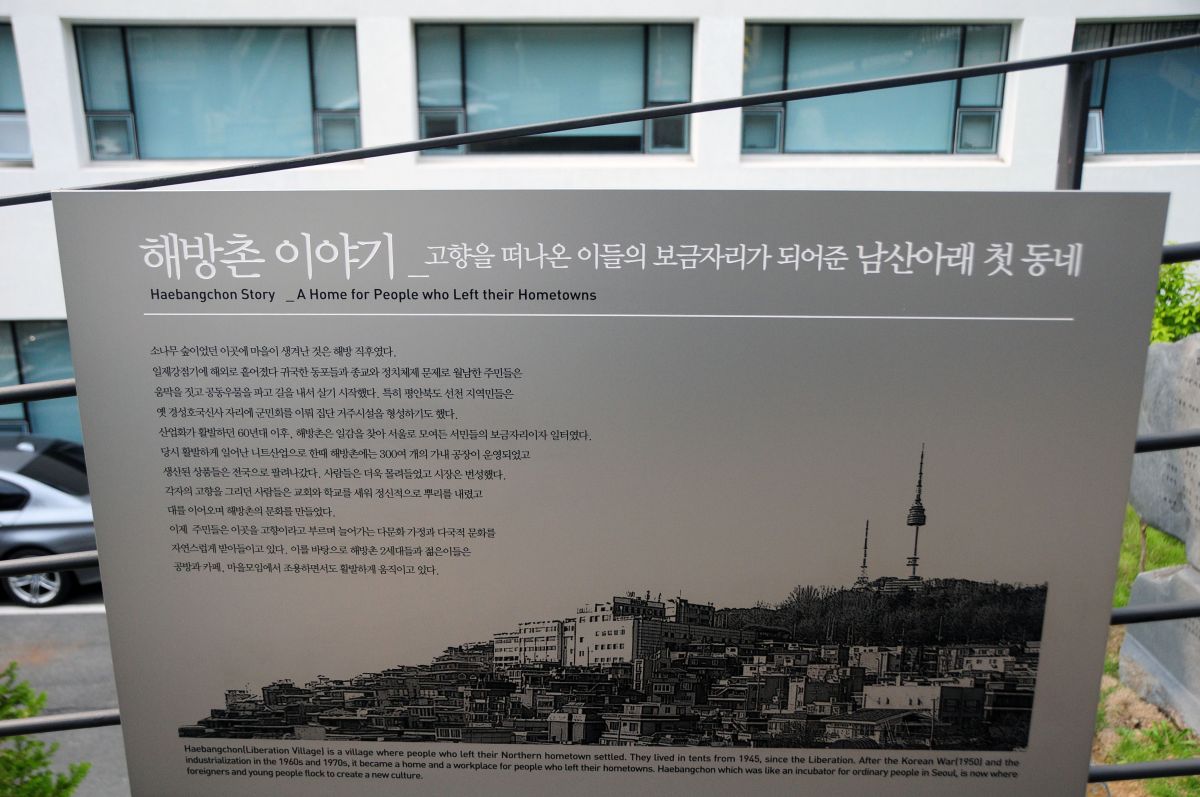 해방촌 이야기 _고향을 떠나온 이들의 보금자리가 되어준 남산아래 첫 동네
Haebangchon Story _A Home for People who Left their Hometowns
소나무 숲이었던 이곳에 마을이 생겨난 것은 해방 직후였다.
일제강점기에 해외로 흩어졌다 귀국한 동포들과 종교와 정치체제 문제로 월남한 주민들은
움막을 짓고 공동우물을 파고 길을 내서 살기 시작했다. 특히 평안북도 선천 지역민들은
옛 경성호국신사 자리에 군민회를 이뤄 집단 거주시설을 형성하기도 했다.
산업화가 활발하던 60년대 이후, 해방촌은 일감을 찾아 서울로 모여든 서민들의 보금자리이자 일터였다.
당시 활발하게 일어난 니트산업으로 한때 해방촌에는 300여 개의 가내 공장이 운영되었고
생산된 상품들은 전국으로 팔려나갔다. 사람들은 더욱 몰려들었고 시장은 번성했다.
각자의 고향을 그리던 사람들은 교회와 학교를 세워 정신적으로 뿌리를 내렸고
대를 이어오며 해방촌의 문화를 만들었다.
이제 주민들은 이곳을 고향이라고 부르며 늘어가는 다문화 가정과 다국적 문화를
자연스럽게 받아들이고 있다. 이를 바탕으로 해방촌 2세대들과 젊은이들은
공방과 카페, 마을모임에서 조용하면서도 활발하게 움직이고 있다.
Haebangchon(Liberation Village) is a village where people who left their Northern hometown settled. They lived in tents from 1945, since the Liberation. After the Korean War(1950) and the
industrialization in the 1960s and 1970s, it became a home and a workplace for people who left their hometowns. Haebangchon which was like an incubator for ordinary people in Seoul, is now where
foreigners and young people flock to create a new culture.